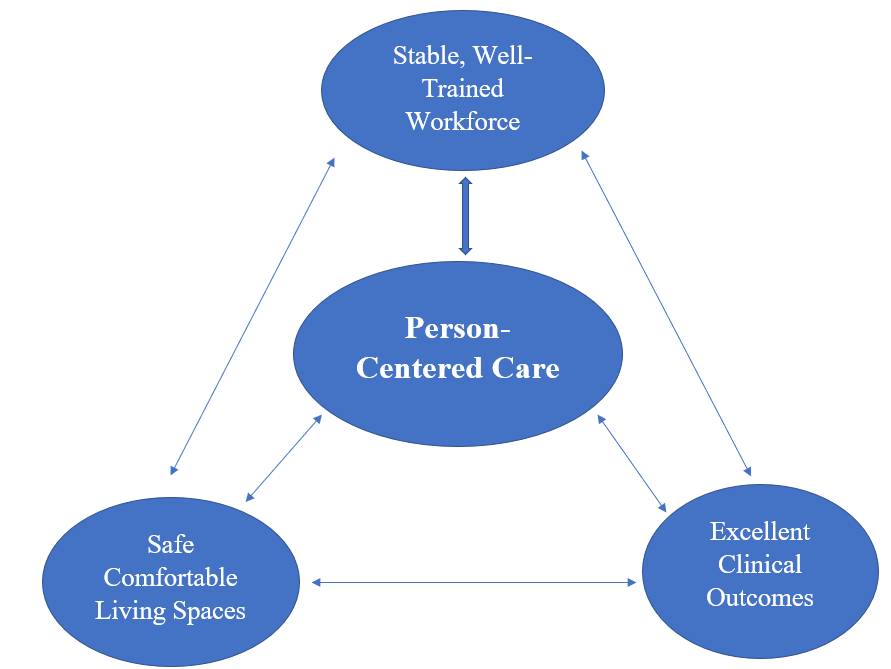 Stable, Well-
Trained
Workforce
Person-
Centered Care
Safe
Comfortable
Living Spaces
Excellent
Clinical
Outcomes